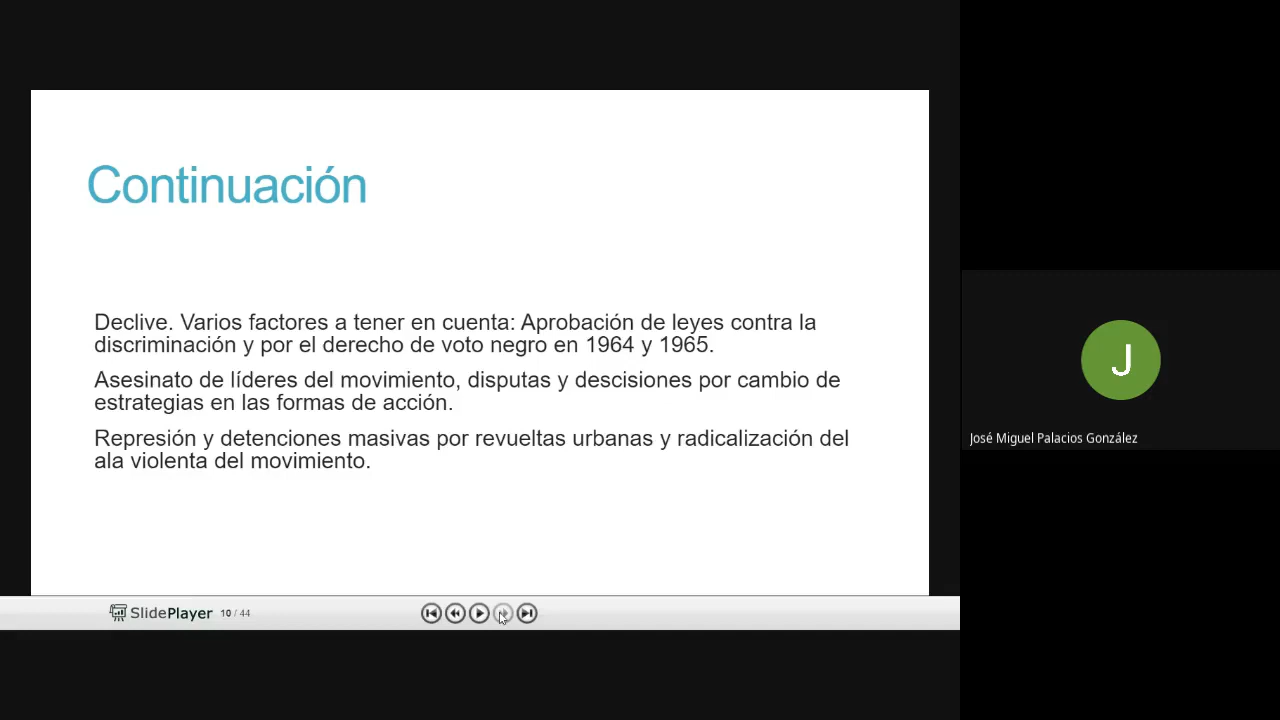 Continuación
Declive. Varios factores a tener en cuenta: Aprobación de leyes contra la
discriminación y por el derecho de voto negro en 1964 y 1965.
Asesinato de líderes del movimiento, disputas y descisiones por cambio de
estrategias en las formas de acción.
Represión y detenciones masivas por revueltas urbanas y radicalización del
ala violenta del movimiento.
SlidePlayer 10 / 44
J
José Miguel Palacios González